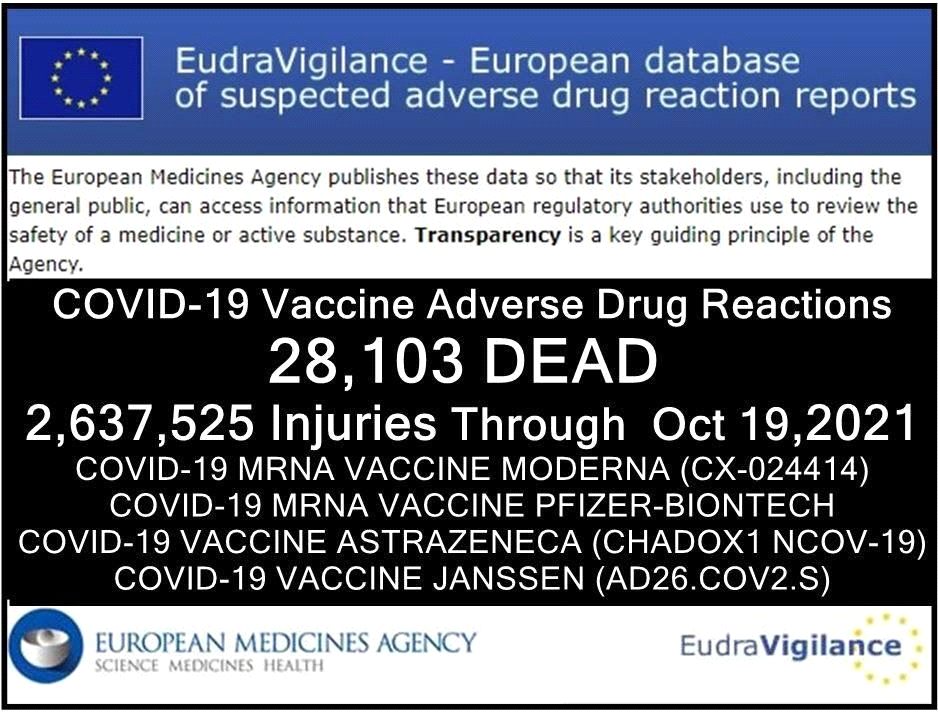 EudraVigilance - European database
of suspected adverse drug reaction reports
The European Medicines Agency publishes these data so that its stakeholders, including the
general public, can access information that European regulatory authorities use to review the
safety of a medicine or active substance. Transparency is a key guiding principle of the
Agency.
COVID-19 Vaccine Adverse Drug Reactions
28,103 DEAD
2,637,525 Injuries Through Oct 19,2021
COVID-19 MRNA VACCINE MODERNA (CX-024414)
COVID-19 MRNA VACCINE PFIZER-BIONTECH
COVID-19 VACCINE ASTRAZENECA (CHADOX1 NCOV-19)
COVID-19 VACCINE JANSSEN (AD26.COV2.S)
EUROPEAN MEDICINES AGENCY
SCIENCE MEDICINES HEALTH
EudraVigilance